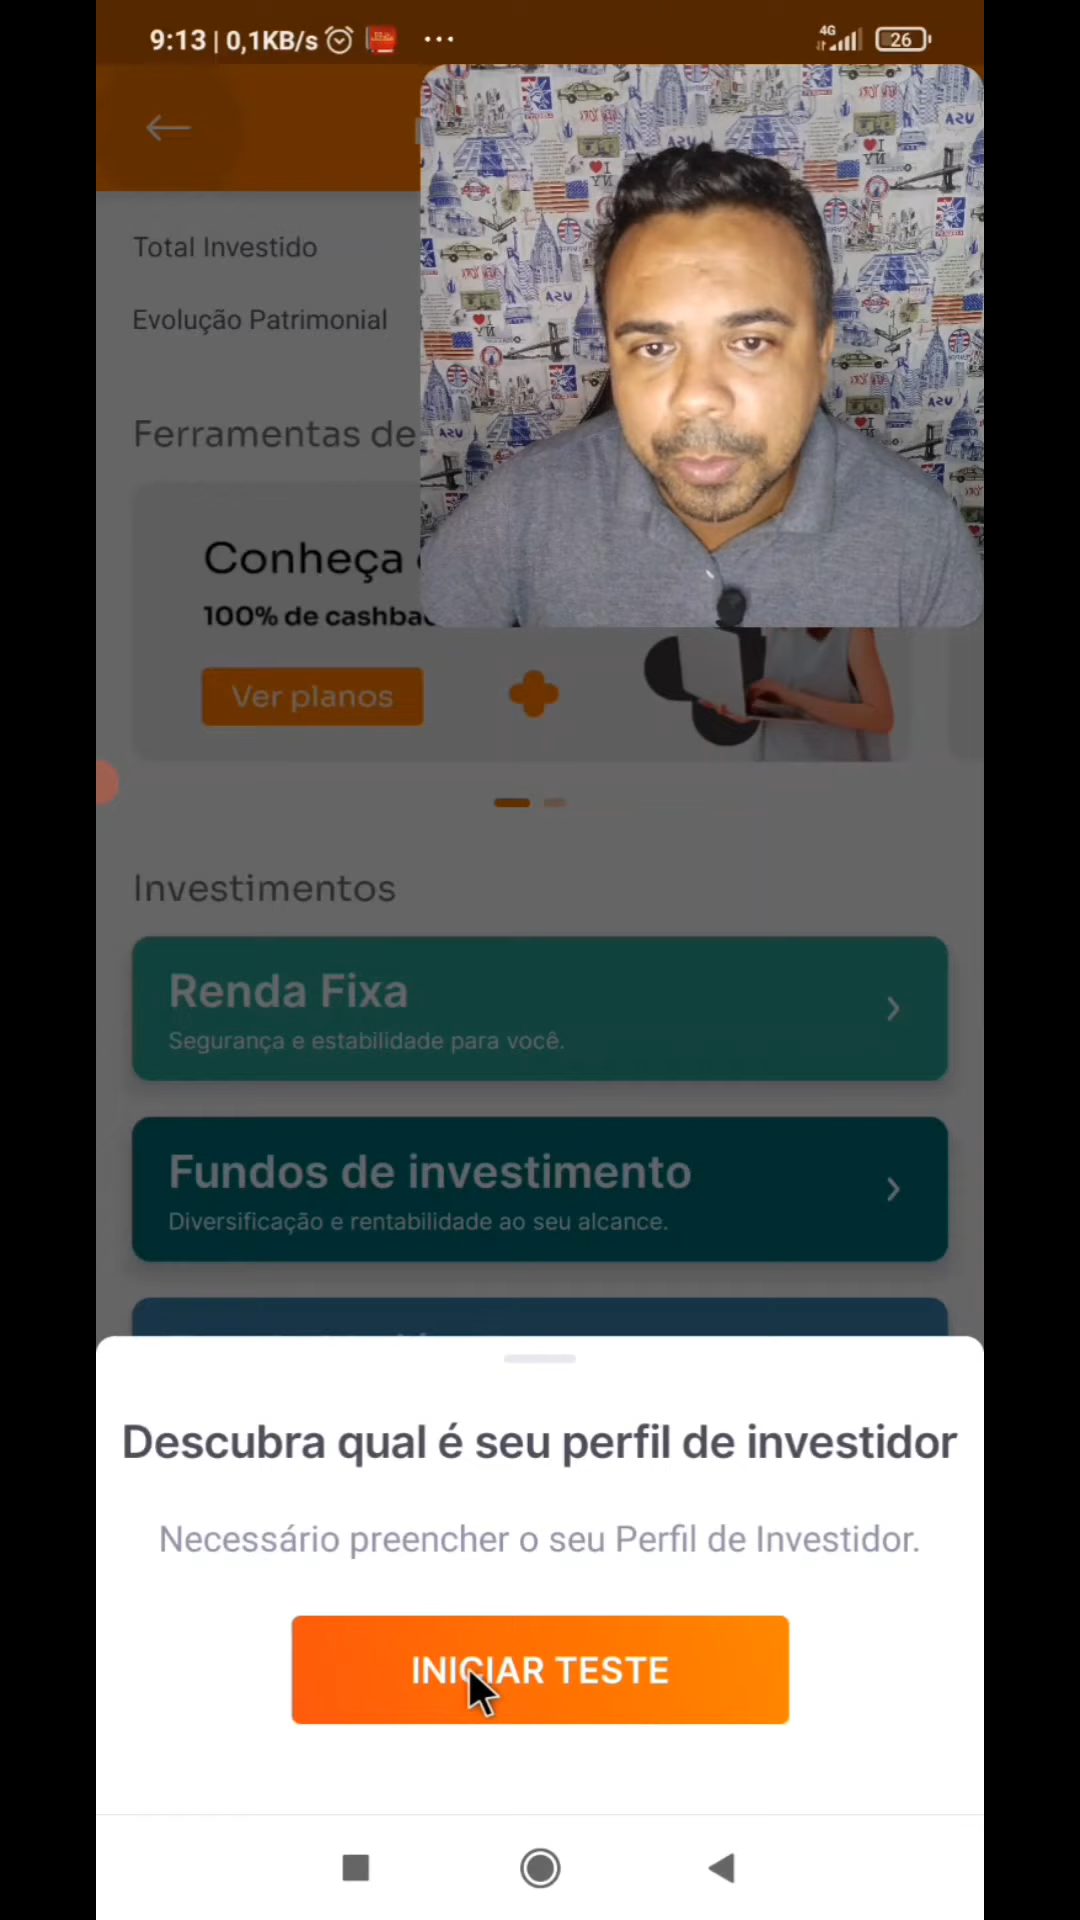 9:13 | 0,1KB/s
4G
26
Total Investido
Evolução Patrimonial
Ferramentas de
Conheça
100% de cashba
Ver planos
Investimentos
Renda Fixa
Segurança e estabilidade para você.
Fundos de investimento
Diversificação e rentabilidade ao seu alcance.
Descubra qual é seu perfil de investidor
Necessário preencher o seu Perfil de Investidor.
INICIAR TESTE